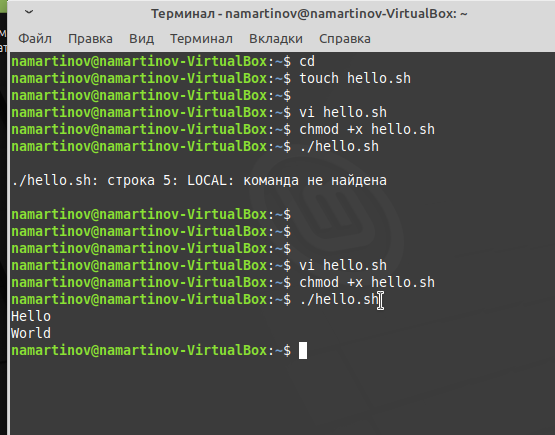 Терминал - namartinov@namartinov-VirtualBox: ~
Файл Правка Вид Терминал Вкладки Справка
namartinov@namartinov-VirtualBox:~$ cd
namartinov@namartinov-VirtualBox:~$ touch hello.sh
namartinov@namartinov-VirtualBox:~$
namartinov@namartinov-VirtualBox:~$ vi hello.sh
namartinov@namartinov-VirtualBox:~$ chmod +x hello.sh
namartinov@namartinov-VirtualBox:~$ ./hello.sh
./hello.sh: строка 5: LOCAL: команда не найдена
namartinov@namartinov-VirtualBox:~$
namartinov@namartinov-VirtualBox:~$
namartinov@namartinov-VirtualBox:~$
namartinov@namartinov-VirtualBox:~$ vi hello.sh
namartinov@namartinov-VirtualBox:~$ chmod +x hello.sh
namartinov@namartinov-VirtualBox:~$ ./hello.sh
Hello
World
namartinov@namartinov-VirtualBox:~$